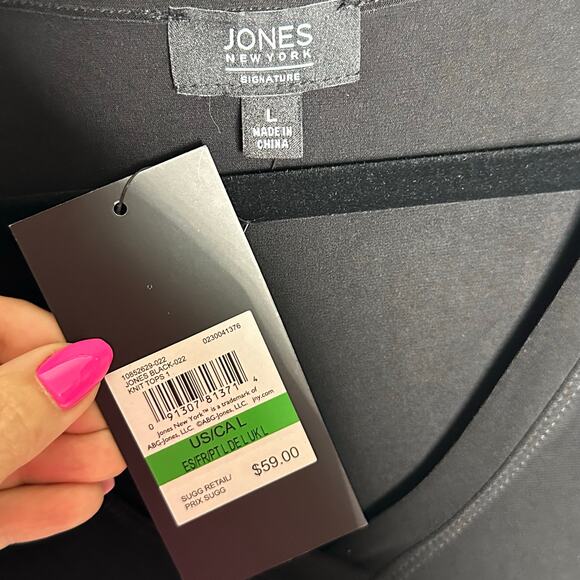 JONES
NEW YORK
SIGNATURE
L
MADE IN
CHINA
10852629-022
0230041376
JONES BLACK-022
KNIT TOPS 1
0 91307 81371 4
Jones New York™ is a trademark of
ABG-Jones, LLC. ©ABG-Jones, LLC. jny.com
US/CA L
ES/FR/PT L DE L UK L
SUGG RETAIL/
PRIX SUGG
$59.00